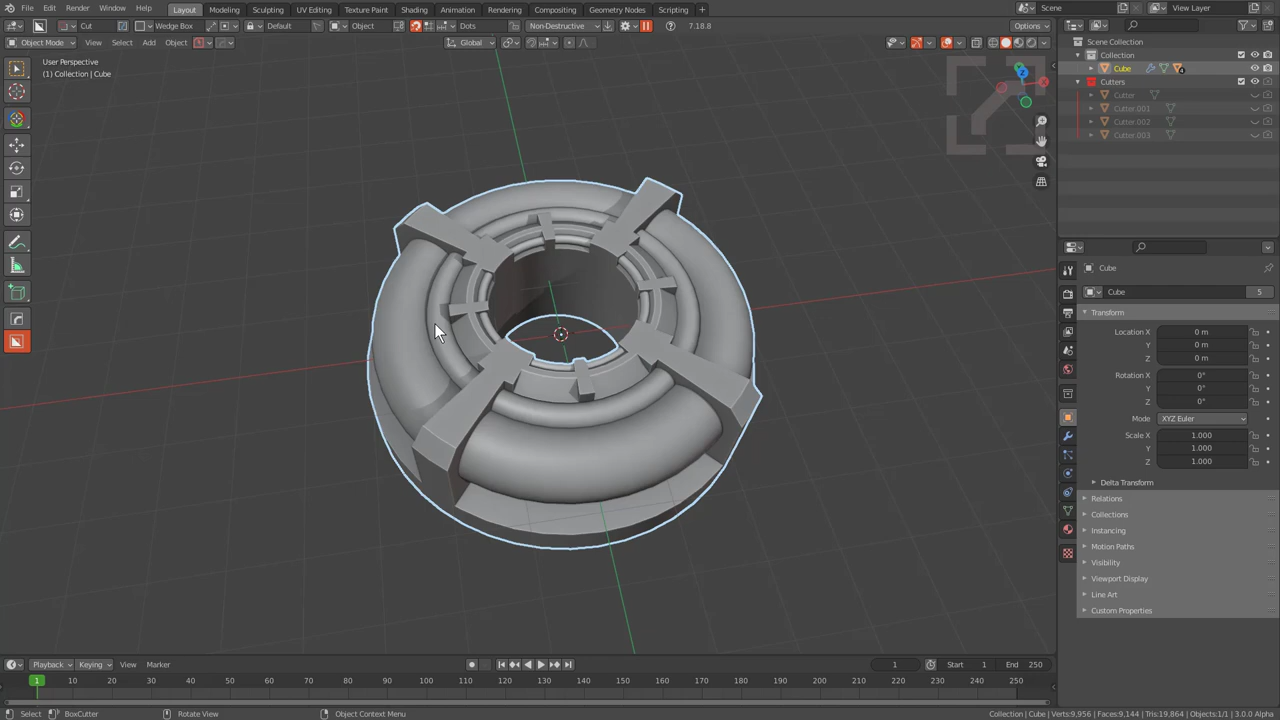 File Edit Render Window Help Layout Modeling Sculpting UV Editing Texture Paint Shading Animation Rendering Compositing Geometry Nodes Scripting Scene View Layer
Cut Wedge Box Default Object Dots Non-Destructive 7.18.8 Options
Object Mode View Select Add Object Global
User Perspective
(1) Collection | Cube
Scene Collection
Collection
Cube 4
Cutters
Cutter
Cutter.001
Cutter.002
Cutter.003
Cube
Cube 5
Transform
Location X 0 m
Y 0 m
Z 0 m
Rotation X 0°
Y 0°
Z 0°
Mode XYZ Euler
Scale X 1.000
Y 1.000
Z 1.000
Delta Transform
Relations
Collections
Instancing
Motion Paths
Visibility
Viewport Display
Line Art
Custom Properties
Z X
Playback Keying View Marker 1 Start 1 End 250
1 10 20 30 40 50 60 70 80 90 100 110 120 130 140 150 160 170 180 190 200 210 220 230 240 250
Select BoxCutter Rotate View Object Context Menu Collection | Cube | Verts:9,956 | Faces:9,144 | Tris:19,864 | Objects:1/1 | 3.0.0 Alpha